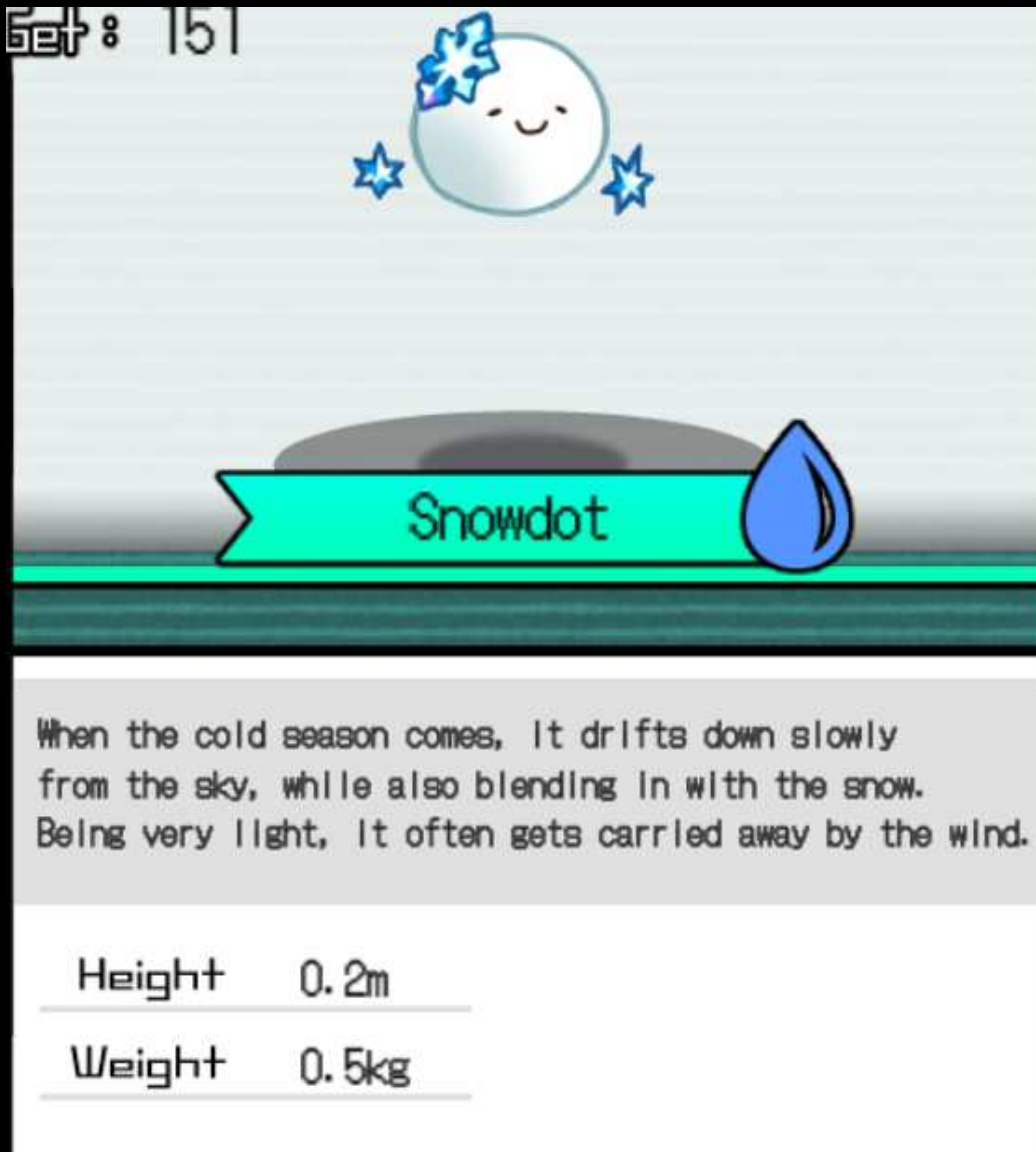 Get: 151
Snowdot
When the cold season comes, it drifts down slowly
from the sky, while also blending in with the snow.
Being very light, it often gets carried away by the wind.
Height 0.2m
Weight 0.5kg